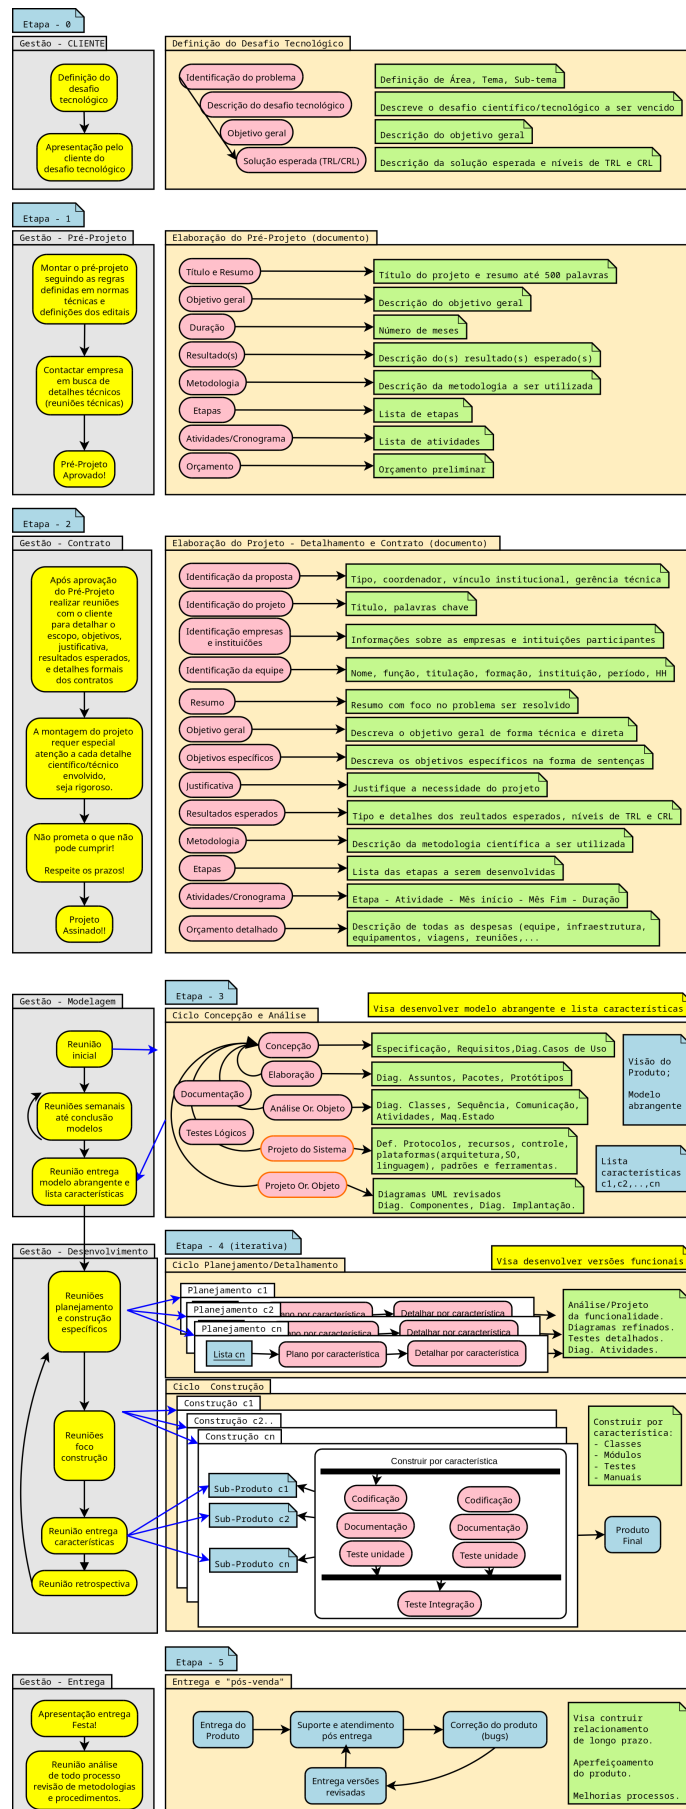 Etapa - 0
Gestão - CLIENTE
Definição do
desafio
tecnológico
Apresentação pelo
cliente do
desafio tecnológico
Definição do Desafio Tecnológico
Identificação do problema
Definição de Área, Tema, Sub-tema
Descrição do desafio tecnológico
Descreve o desafio científico/tecnológico a ser vencido
Objetivo geral
Descrição do objetivo geral
Solução esperada (TRL/CRL)
Descrição da solução esperada e níveis de TRL e CRL
Etapa - 1
Gestão - Pré-Projeto
Montar o pré-projeto
seguindo as regras
definidas em normas
técnicas e
definições dos editais
Contactar empresa
em busca de
detalhes técnicos
(reuniões técnicas)
Pré-Projeto
Aprovado!
Elaboração do Pré-Projeto (documento)
Título e Resumo
Título do projeto e resumo até 500 palavras
Objetivo geral
Descrição do objetivo geral
Duração
Número de meses
Resultado(s)
Descrição do(s) resultado(s) esperado(s)
Metodologia
Descrição da metodologia a ser utilizada
Etapas
Lista de etapas
Atividades/Cronograma
Lista de atividades
Orçamento
Orçamento preliminar
Etapa - 2
Gestão - Contrato
Após aprovação
do Pré-Projeto
realizar reuniões
com o cliente
para detalhar o
escopo, objetivos,
justificativa,
resultados esperados,
e detalhes formais
dos contratos
A montagem do projeto
requer especial
atenção a cada detalhe
científico/técnico
envolvido,
seja rigoroso.
Não prometa o que não
pode cumprir!
Respeite os prazos!
Projeto
Assinado!!
Elaboração do Projeto - Detalhamento e Contrato (documento)
Identificação da proposta
Tipo, coordenador, vínculo institucional, gerência técnica
Identificação do projeto
Título, palavras chave
Identificação empresas
e instituicões
Informações sobre as empresas e intituições participantes
Identificação da equipe
Nome, função, titulação, formação, instituição, período, HH
Resumo
Resumo com foco no problema ser resolvido
Objetivo geral
Descreva o objetivo geral de forma técnica e direta
Objetivos específicos
Descreva os objetivos específicos na forma de sentenças
Justificativa
Justifique a necessidade do projeto
Resultados esperados
Tipo e detalhes dos reultados esperados, níveis de TRL e CRL
Metodologia
Descrição da metodologia científica a ser utilizada
Etapas
Lista das etapas a serem desenvolvidas
Atividades/Cronograma
Etapa - Atividade - Mês inicio - Mês Fim - Duração
Orçamento detalhado
Descrição de todas as despesas (equipe, infraestrutura,
equipamentos, viagens, reuniões,...
Gestão - Modelagem
Reunião
inicial
Reuniões semanais
até conclusão
modelos
Reunião entrega
modelo abrangente e
lista características
Etapa - 3
Visa desenvolver modelo abrangente e lista características
Ciclo Concepção e Análise
Concepção
Especificação, Requisitos,Diag.Casos de Uso
Elaboração
Diag. Assuntos, Pacotes, Protótipos
Documentação
Análise Or. Objeto
Diag. Classes, Sequência, Comunicação,
Atividades, Maq.Estado
Testes Lógicos
Projeto do Sistema
Def. Protocolos, recursos, controle,
plataformas(arquitetura,SO,
linguagem), padrões e ferramentas.
Projeto Or. Objeto
Diagramas UML revisados
Diag. Componentes, Diag. Implantação.
Visão do
Produto;
Modelo
abrangente
Lista
características
c1,c2,..,cn
Gestão - Desenvolvimento
Reuniões
planejamento
e construção
específicos
Reuniões
foco
construção
Reunião entrega
características
Reunião retrospectiva
Etapa - 4 (iterativa)
Visa desenvolver versões funcionais
Ciclo Planejamento/Detalhamento
Planejamento c1
por característica
Detalhar por característica
Planejamento c2
por característica
Detalhar por característica
Planejamento cn
Lista cn
Plano por característica
Detalhar por característica
Análise/Projeto
da funcionalidade.
Diagramas refinados.
Testes detalhados.
Diag. Atividades.
Ciclo  Construção
Construção c1
Construção c2..
Construção cn
Construir por característica
Sub-Produto c1
Sub-Produto c2
Sub-Produto cn
Codificação
Documentação
Teste unidade
Codificação
Documentação
Teste unidade
Teste Integração
Construir por
característica:
- Classes
- Módulos
- Testes
- Manuais
Produto
Final
Etapa - 5
Gestão - Entrega
Apresentação entrega
Festa!
Reunião análise
de todo processo
revisão de metodologias
e procedimentos.
Entrega e "pós-venda"
Entrega do
Produto
Suporte e atendimento
pós entrega
Correção do produto
(bugs)
Entrega versões
revisadas
Visa contruir
relacionamento
de longo prazo.
Aperfeiçoamento
do produto.
Melhorias processos.